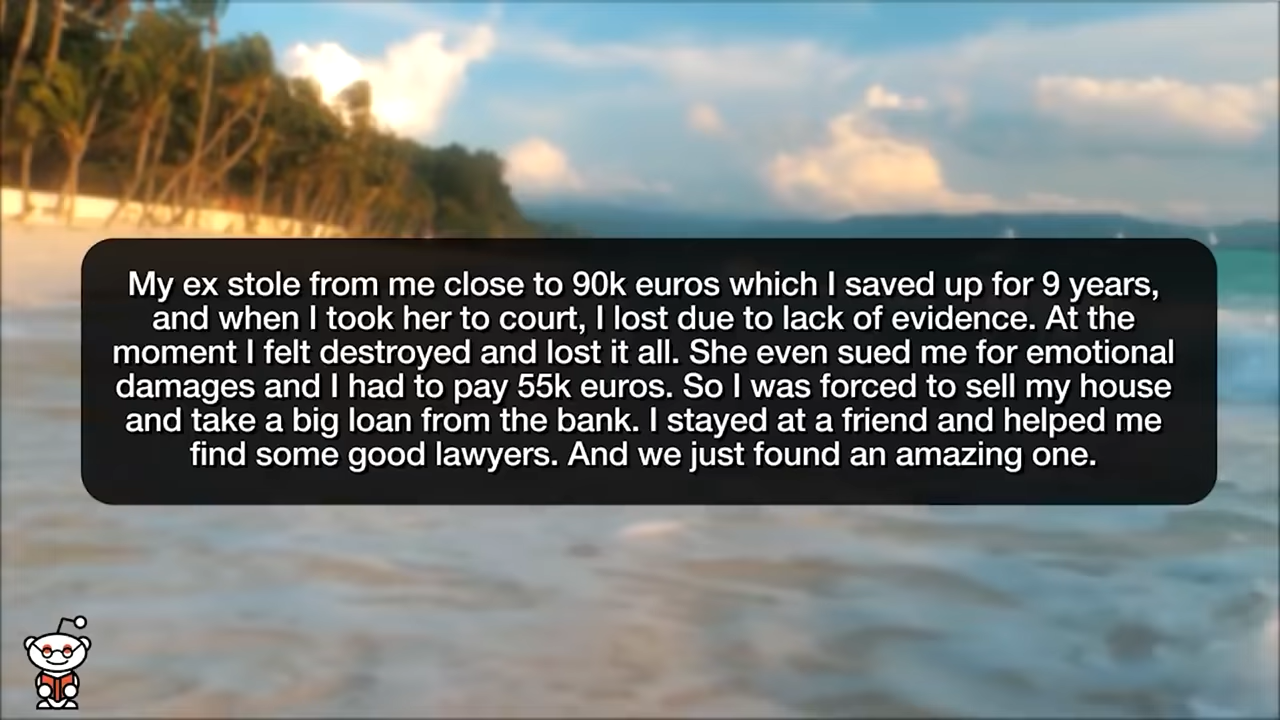 My ex stole from me close to 90k euros which I saved up for 9 years,
and when I took her to court, I lost due to lack of evidence. At the
moment I felt destroyed and lost it all. She even sued me for emotional
damages and I had to pay 55k euros. So I was forced to sell my house
and take a big loan from the bank. I stayed at a friend and helped me
find some good lawyers. And we just found an amazing one.